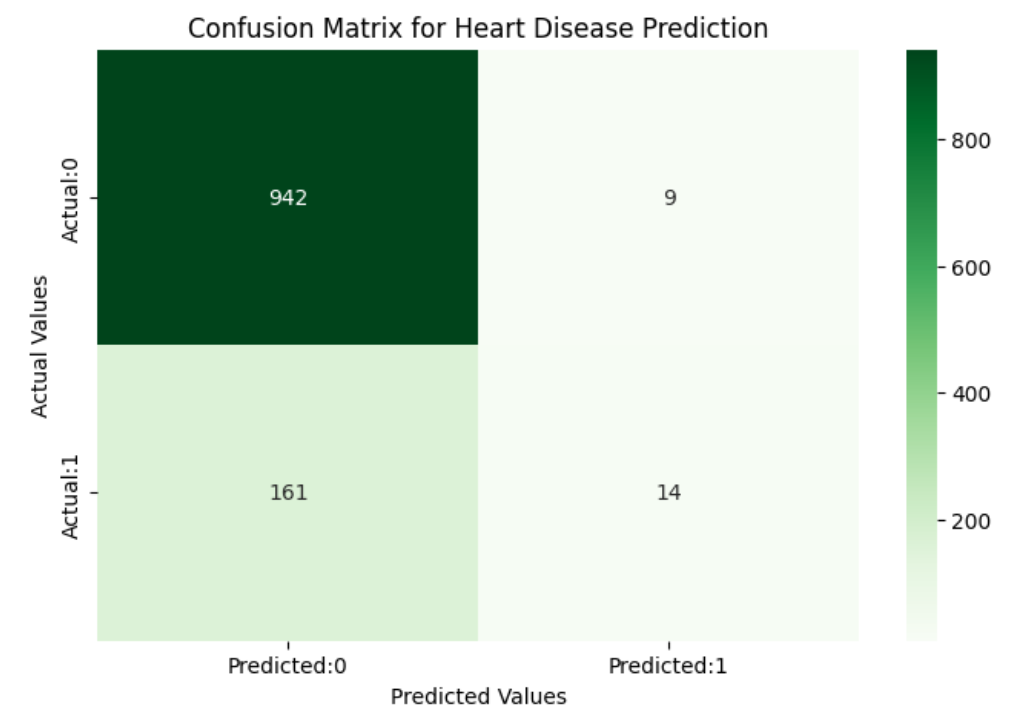 Confusion Matrix for Heart Disease Prediction
Actual Values
Actual:0
942
9
Actual:1
161
14
Predicted:0
Predicted:1
Predicted Values
800
600
400
200